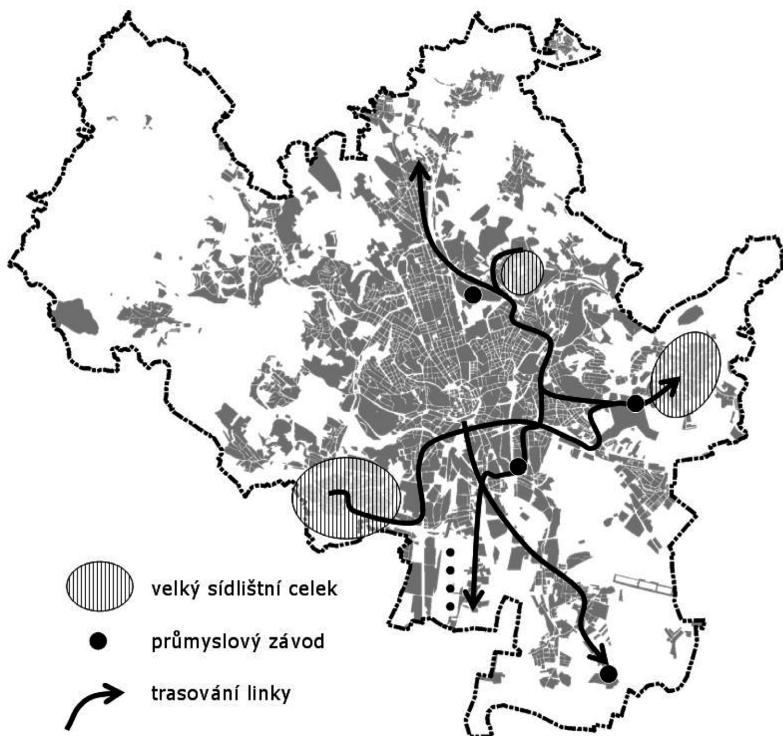 velký sídlištní celek
průmyslový závod
trasování linky